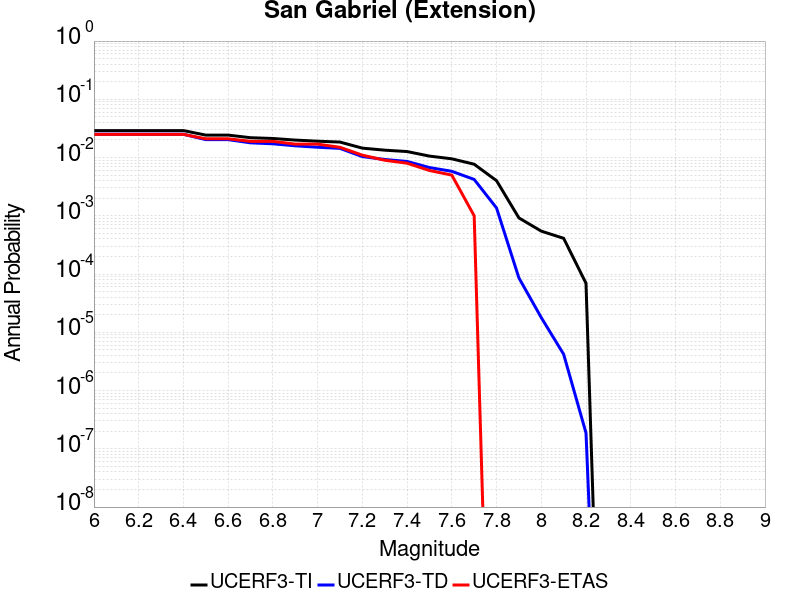 San Gabriel (Extension)
10^0
10^-1
10^-2
10^-3
10^-4
10^-5
10^-6
10^-7
10^-8
Annual Probability
6 6.2 6.4 6.6 6.8 7 7.2 7.4 7.6 7.8 8 8.2 8.4 8.6 8.8 9
Magnitude
UCERF3-TI UCERF3-TD UCERF3-ETAS